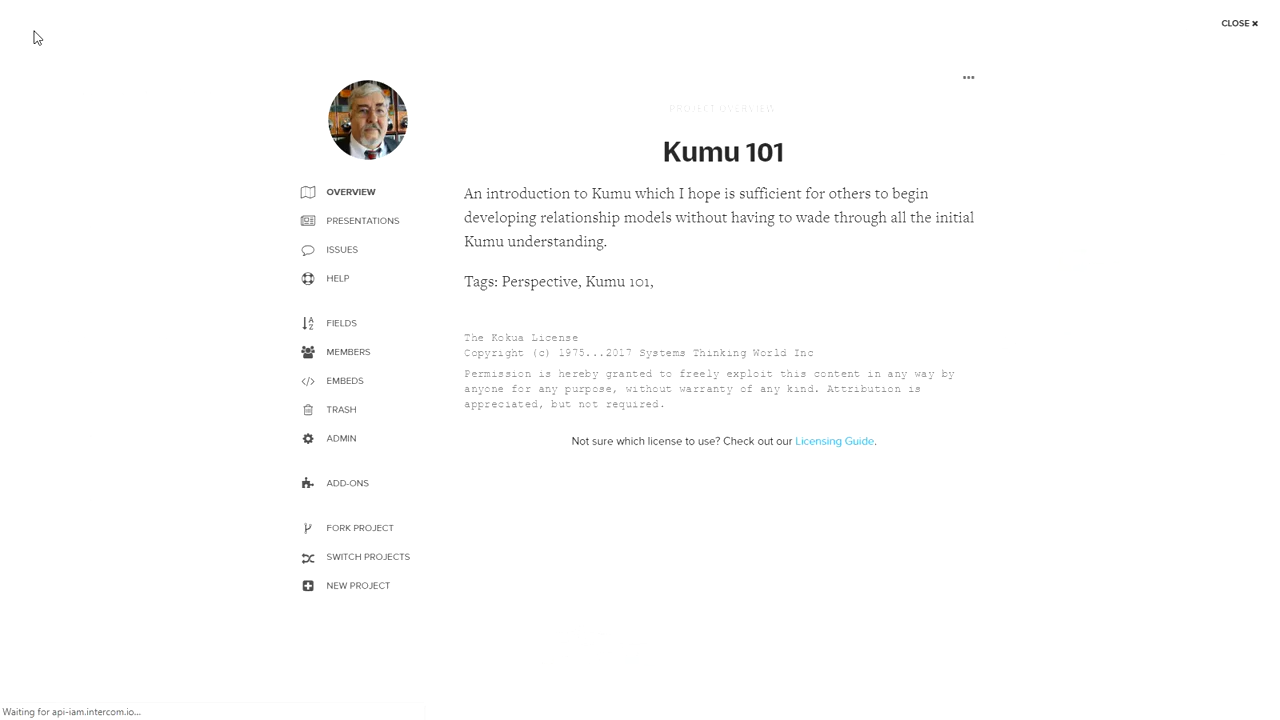 CLOSE ✖
PROJECT OVERVIEW
Kumu 101
An introduction to Kumu which I hope is sufficient for others to begin
developing relationship models without having to wade through all the initial
Kumu understanding.
Tags: Perspective, Kumu 101,
The Kokua License
Copyright (c) 1975...2017 Systems Thinking World Inc
Permission is hereby granted to freely exploit this content in any way by
anyone for any purpose, without warranty of any kind. Attribution is
appreciated, but not required.
Not sure which license to use? Check out our Licensing Guide.
OVERVIEW
PRESENTATIONS
ISSUES
HELP
FIELDS
MEMBERS
EMBEDS
TRASH
ADMIN
ADD-ONS
FORK PROJECT
SWITCH PROJECTS
NEW PROJECT
Waiting for api-iam.intercom.io...